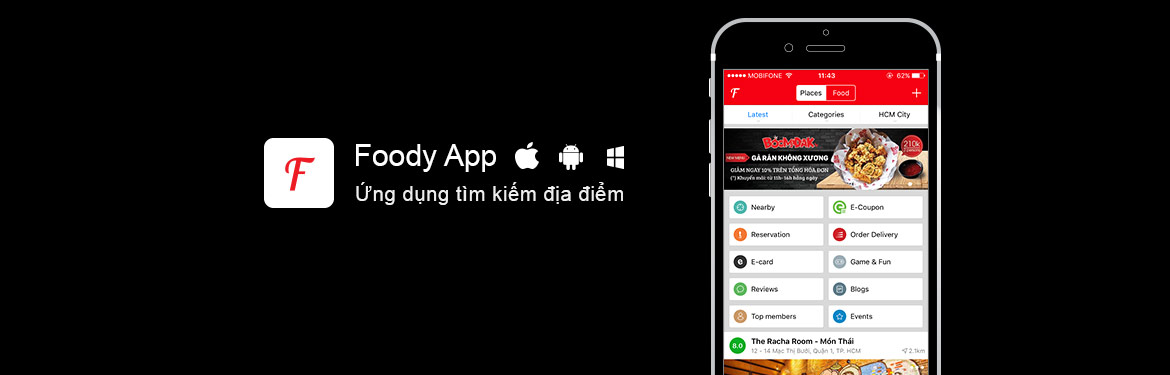 F
Foody App
Ứng dụng tìm kiếm địa điểm
MOBIFONE 11:43 62%
F Places Food +
Latest Categories HCM City
BOOMDAK
NEW MENU GÀ RÁN KHÔNG XƯƠNG
210k
GIẢM NGAY 10% TRÊN TỔNG HÓA ĐƠN
(*) Khuyến mãi từ 11h-14h hằng ngày
Nearby E-Coupon
Reservation Order Delivery
E-card Game & Fun
Reviews Blogs
Top members Events
8.0 The Racha Room - Món Thái
12 - 14 Mạc Thị Bưởi, Quận 1, TP. HCM 2.1km